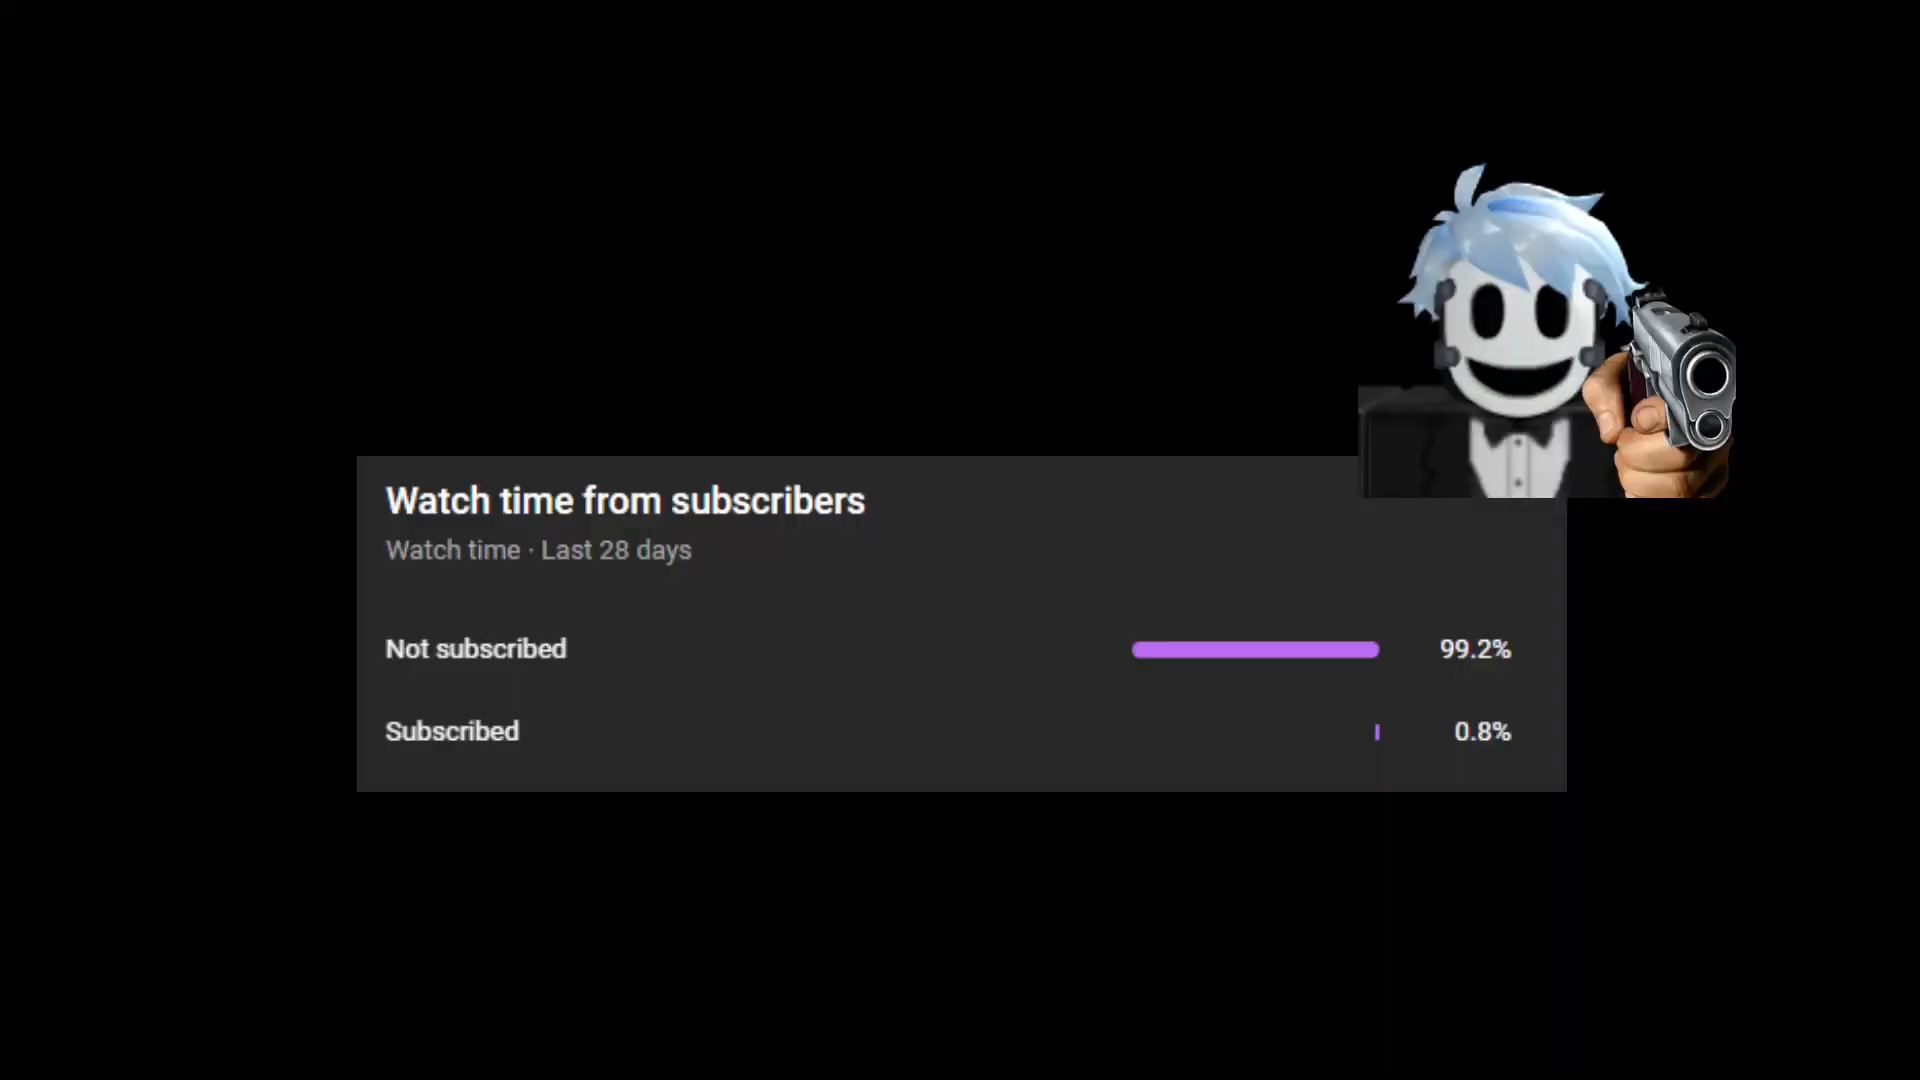 Watch time from subscribers
Watch time · Last 28 days
Not subscribed 99.2%
Subscribed 0.8%